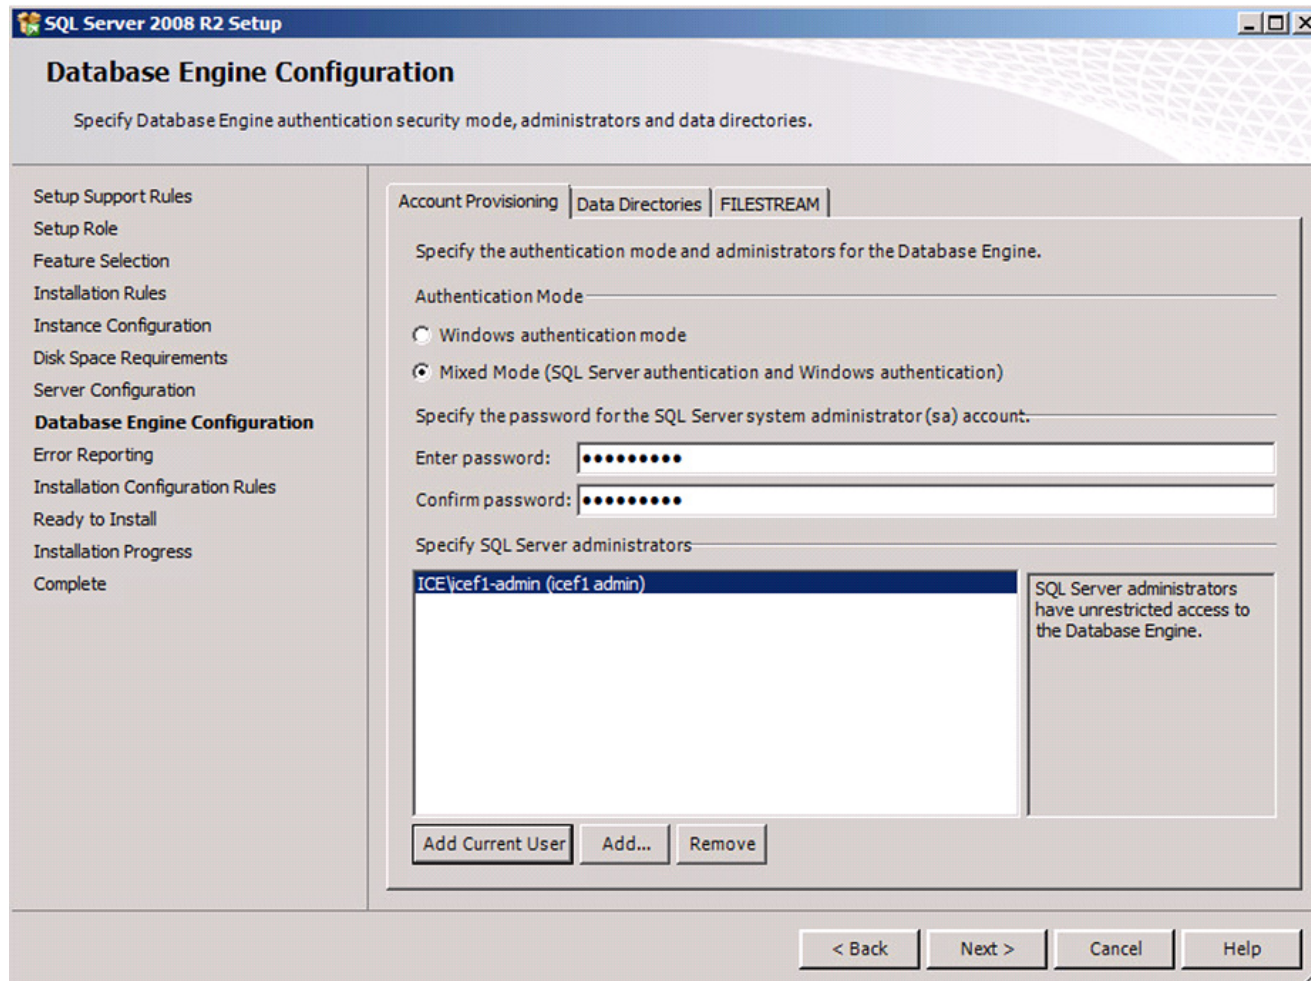 SQL Server 2008 R2 Setup
Database Engine Configuration
Specify Database Engine authentication security mode, administrators and data directories.
Setup Support Rules
Setup Role
Feature Selection
Installation Rules
Instance Configuration
Disk Space Requirements
Server Configuration
Database Engine Configuration
Error Reporting
Installation Configuration Rules
Ready to Install
Installation Progress
Complete
Account Provisioning Data Directories FILESTREAM
Specify the authentication mode and administrators for the Database Engine.
Authentication Mode
Windows authentication mode
Mixed Mode (SQL Server authentication and Windows authentication)
Specify the password for the SQL Server system administrator (sa) account.
Enter password: ●●●●●●●●●
Confirm password: ●●●●●●●●●
Specify SQL Server administrators
ICE\icef1-admin (icef1 admin)
SQL Server administrators
have unrestricted access to
the Database Engine.
Add Current User Add... Remove
< Back Next > Cancel Help